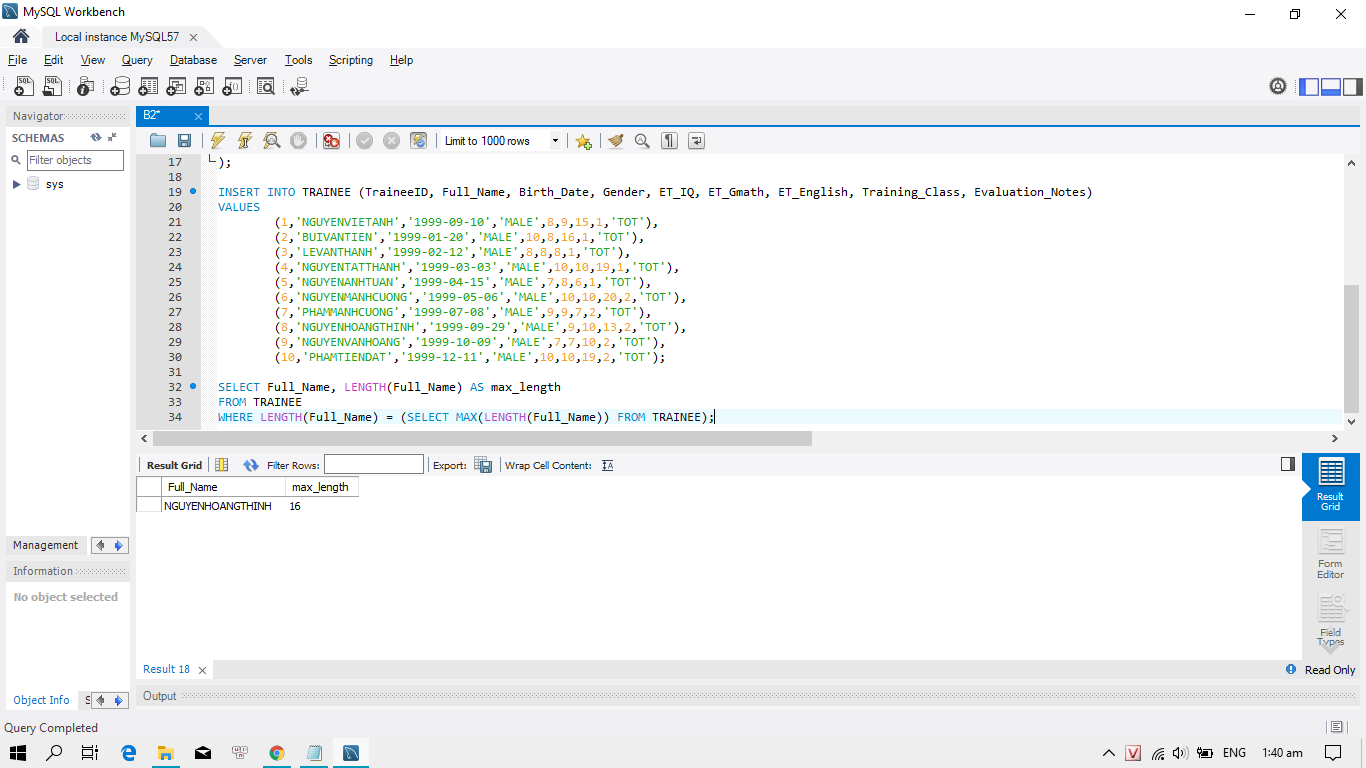 MySQL Workbench
Local instance MySQL57
File Edit View Query Database Server Tools Scripting Help
Navigator
SCHEMAS
Filter objects
sys
Management
Information
No object selected
Object Info S
B2*
Limit to 1000 rows
17 );
18
19 INSERT INTO TRAINEE (TraineeID, Full_Name, Birth_Date, Gender, ET_IQ, ET_Gmath, ET_English, Training_Class, Evaluation_Notes)
20 VALUES
21 (1,'NGUYENVIETANH','1999-09-10','MALE',8,9,15,1,'TOT'),
22 (2,'BUIVANTIEN','1999-01-20','MALE',10,8,16,1,'TOT'),
23 (3,'LEVANTHANH','1999-02-12','MALE',8,8,8,1,'TOT'),
24 (4,'NGUYENTATTHANH','1999-03-03','MALE',10,10,19,1,'TOT'),
25 (5,'NGUYENANHTUAN','1999-04-15','MALE',7,8,6,1,'TOT'),
26 (6,'NGUYENMANHCUONG','1999-05-06','MALE',10,10,20,2,'TOT'),
27 (7,'PHAMMANHCUONG','1999-07-08','MALE',9,9,7,2,'TOT'),
28 (8,'NGUYENHOANGTHINH','1999-09-29','MALE',9,10,13,2,'TOT'),
29 (9,'NGUYENVANHOANG','1999-10-09','MALE',7,7,10,2,'TOT'),
30 (10,'PHAMTIENDAT','1999-12-11','MALE',10,10,19,2,'TOT');
31
32 SELECT Full_Name, LENGTH(Full_Name) AS max_length
33 FROM TRAINEE
34 WHERE LENGTH(Full_Name) = (SELECT MAX(LENGTH(Full_Name)) FROM TRAINEE);
Result Grid Filter Rows: Export: Wrap Cell Content:
Full_Name max_length
NGUYENHOANGTHINH 16
Result Grid
Form Editor
Field Types
Result 18
Read Only
Output
Query Completed
ENG 1:40 am